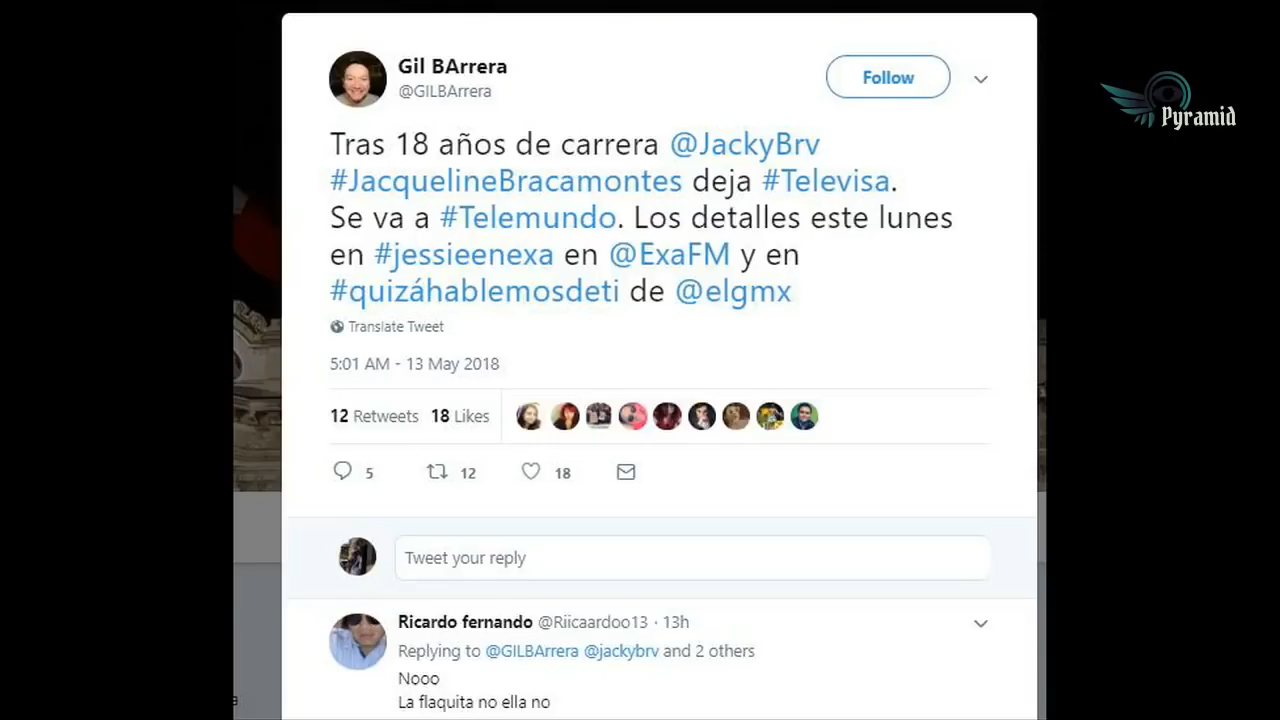 Gil BArrera
@GILBArrera
Follow
Pyramid
Tras 18 años de carrera @JackyBrv
#JacquelineBracamontes deja #Televisa.
Se va a #Telemundo. Los detalles este lunes
en #jessieenexa en @ExaFM y en
#quizáhablemosdeti de @elgmx
Translate Tweet
5:01 AM - 13 May 2018
12 Retweets 18 Likes
5 12 18
Tweet your reply
Ricardo fernando @Riicaardoo13 · 13h
Replying to @GILBArrera @jackybrv and 2 others
Nooo
La flaquita no ella no